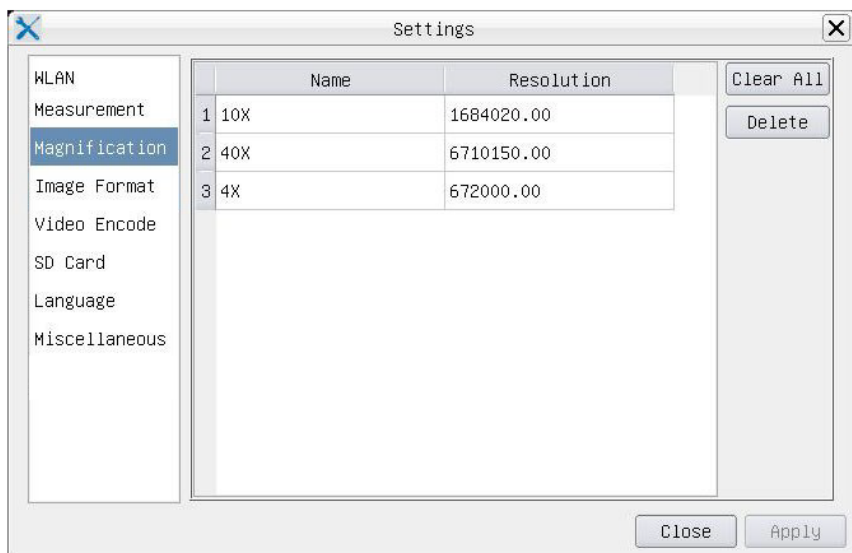 Settings
WLAN
Measurement
Magnification
Image Format
Video Encode
SD Card
Language
Miscellaneous
Name Resolution
1 10X 1684020.00
2 40X 6710150.00
3 4X 672000.00
Clear All
Delete
Close Apply